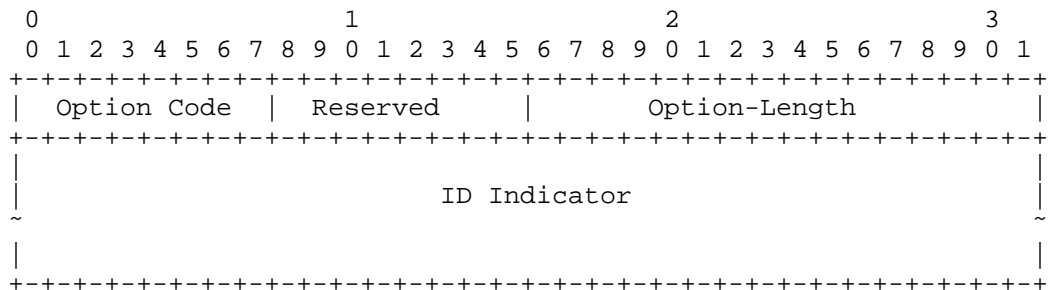 0                   1                   2                   3
 0 1 2 3 4 5 6 7 8 9 0 1 2 3 4 5 6 7 8 9 0 1 2 3 4 5 6 7 8 9 0 1
+-+-+-+-+-+-+-+-+-+-+-+-+-+-+-+-+-+-+-+-+-+-+-+-+-+-+-+-+-+-+-+-+
|  Option Code  |  Reserved     |       Option-Length           |
+-+-+-+-+-+-+-+-+-+-+-+-+-+-+-+-+-+-+-+-+-+-+-+-+-+-+-+-+-+-+-+-+
|                                                               |
|                          ID Indicator                         |
~                                                               ~
|                                                               |
+-+-+-+-+-+-+-+-+-+-+-+-+-+-+-+-+-+-+-+-+-+-+-+-+-+-+-+-+-+-+-+-+